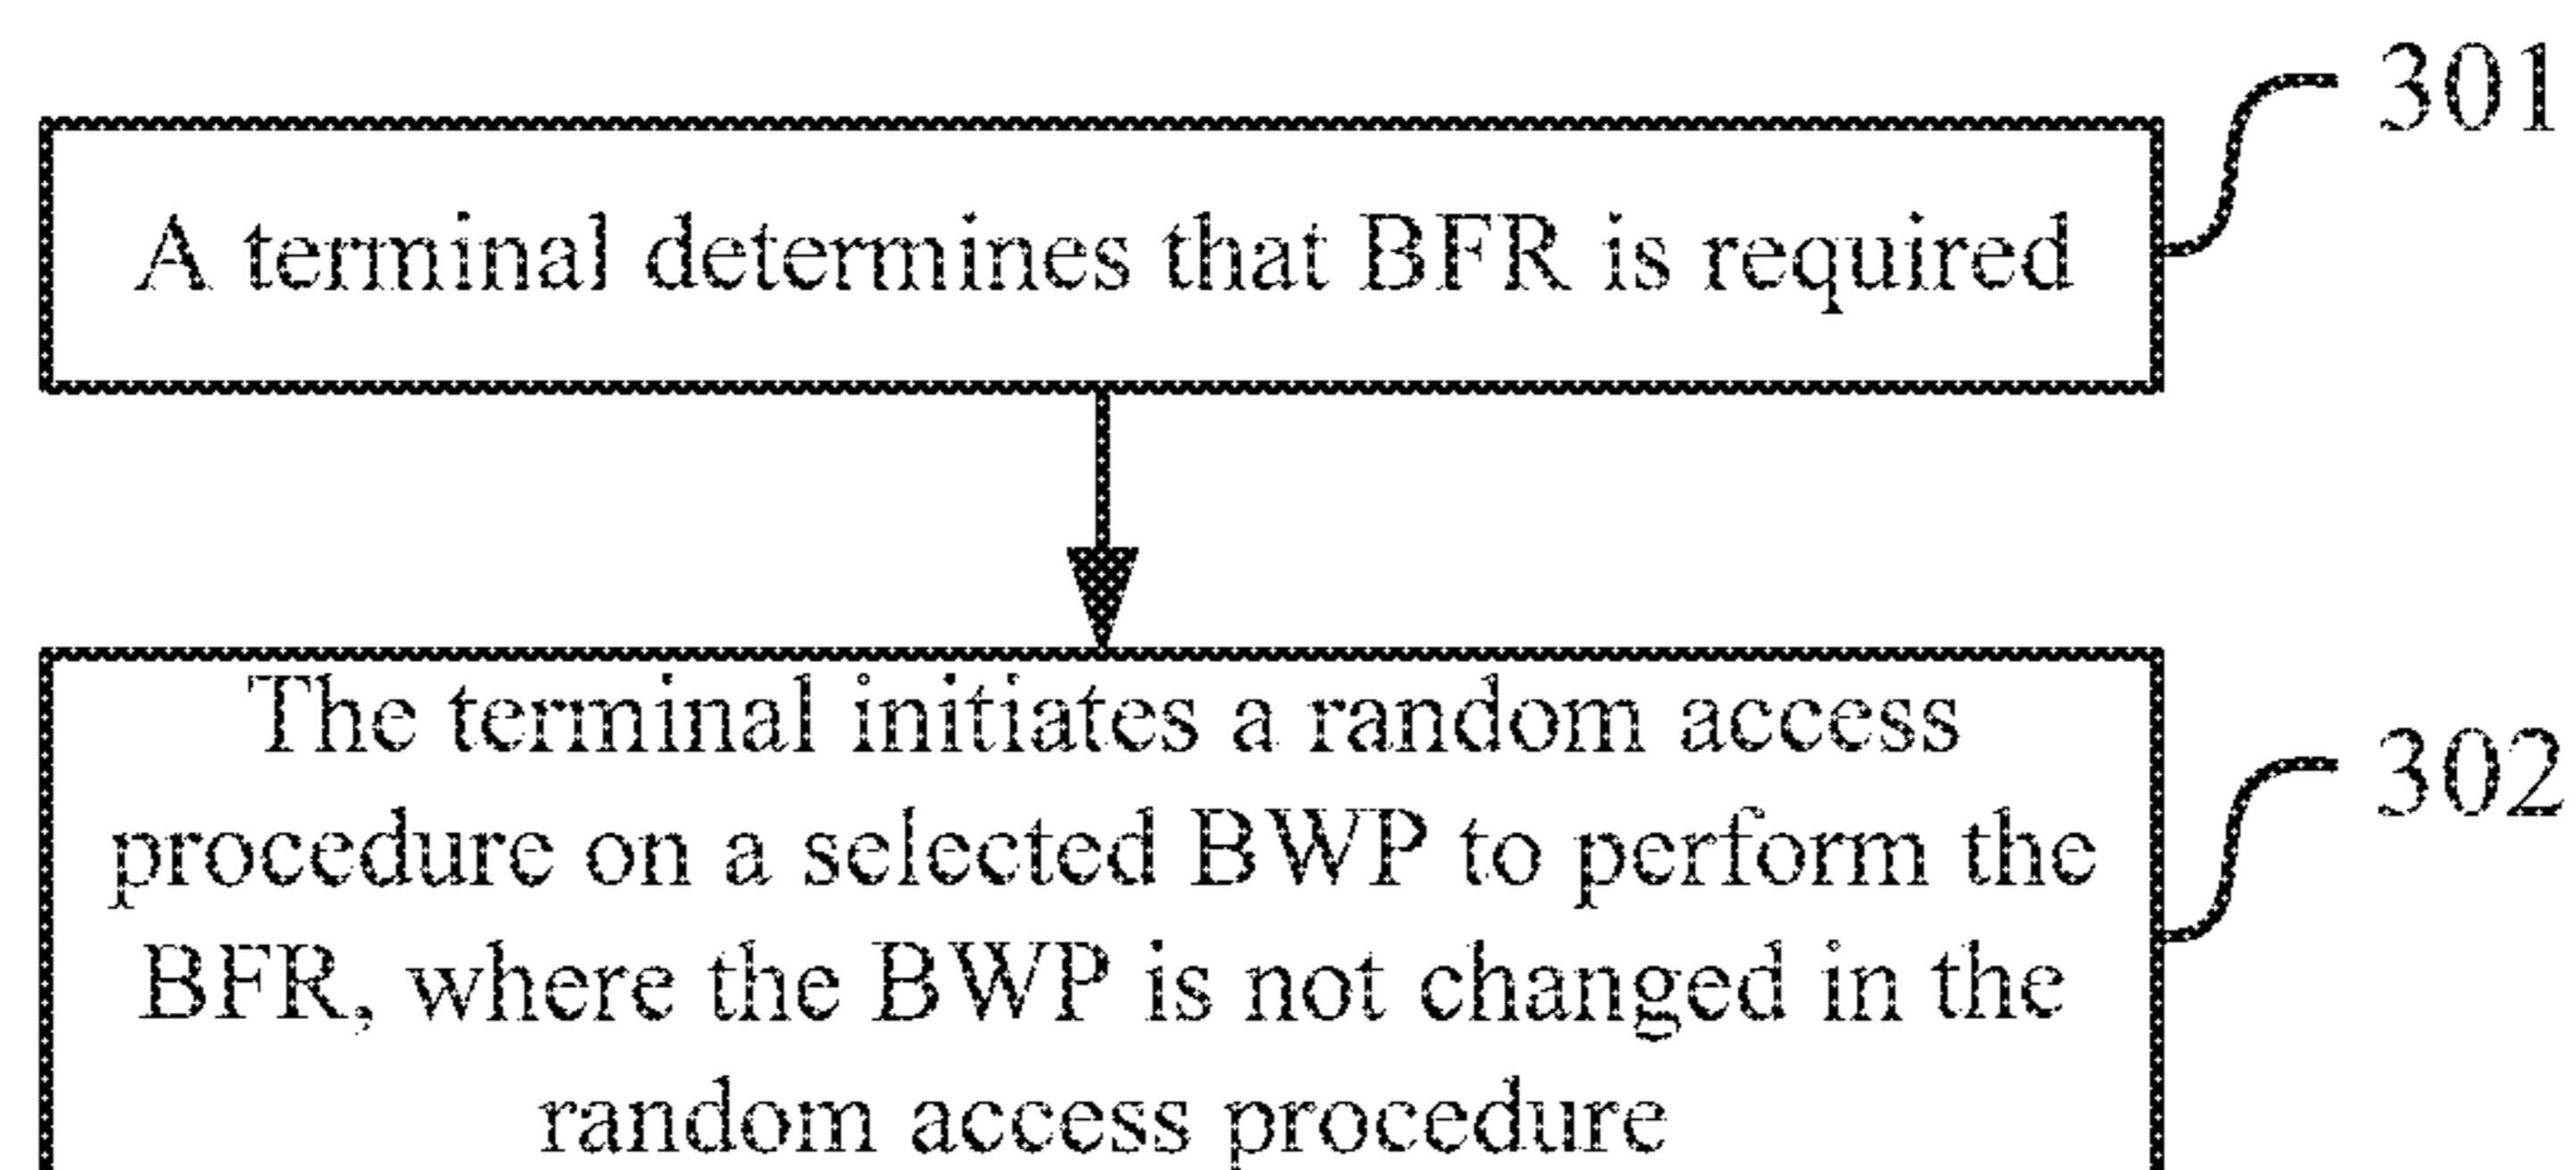 301
A terminal determines that BFR is required
The terminal initiates a random access
302
procedure on a selected BWP to perform the
BFR, where the BWP is not changed in the
random access procedure